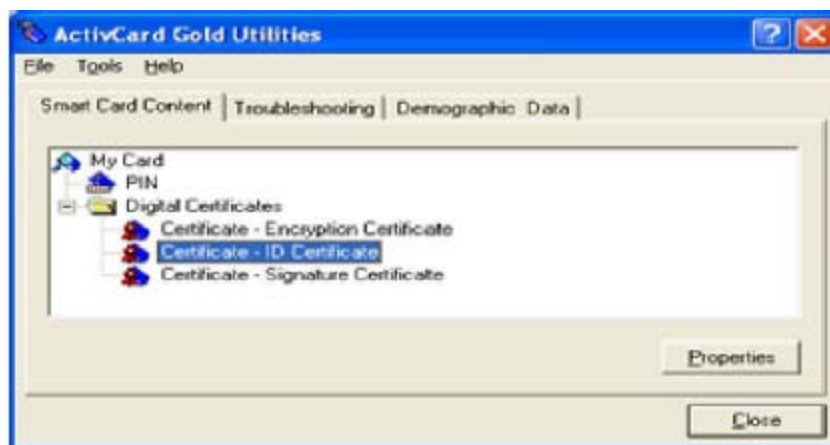 ActivCard Gold Utilities
File Tools Help
Smart Card Content Troubleshooting Demographic Data
My Card
PIN
Digital Certificates
Certificate - Encryption Certificate
Certificate - ID Certificate
Certificate - Signature Certificate
Properties
Close